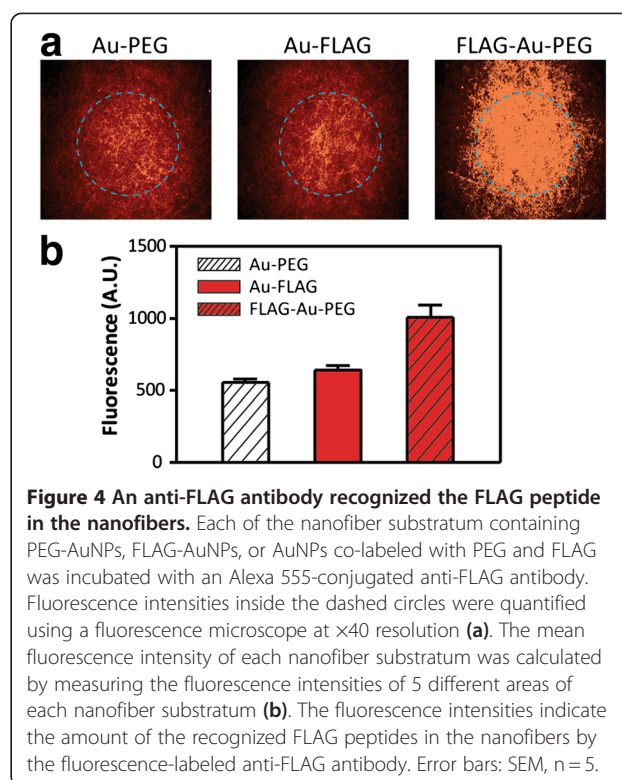 a
Au-PEG Au-FLAG FLAG-Au-PEG
b
1500
1000
500
0
Fluorescence (A.U.)
Au-PEG
Au-FLAG
FLAG-Au-PEG
Figure 4 An anti-FLAG antibody recognized the FLAG peptide
in the nanofibers. Each of the nanofiber substratum containing
PEG-AuNPs, FLAG-AuNPs, or AuNPs co-labeled with PEG and FLAG
was incubated with an Alexa 555-conjugated anti-FLAG antibody.
Fluorescence intensities inside the dashed circles were quantified
using a fluorescence microscope at ×40 resolution (a). The mean
fluorescence intensity of each nanofiber substratum was calculated
by measuring the fluorescence intensities of 5 different areas of
each nanofiber substratum (b). The fluorescence intensities indicate
the amount of the recognized FLAG peptides in the nanofibers by
the fluorescence-labeled anti-FLAG antibody. Error bars: SEM, n = 5.